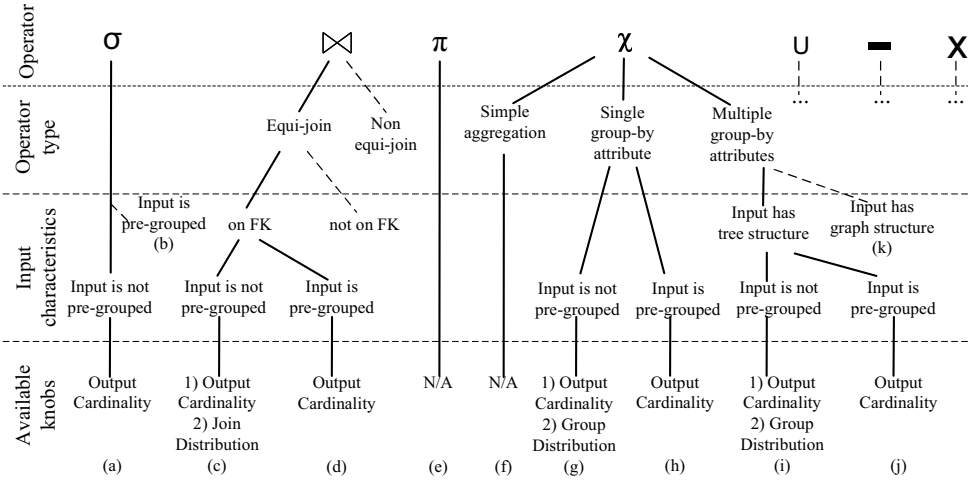 Operator
σ
⋈
π
χ
∪
−
X
...
...
...
Operator
type
Equi-join
Non
equi-join
Simple
aggregation
Single
group-by
attribute
Multiple
group-by
attributes
Input
characteristics
Input is
pre-grouped
(b)
on FK
not on FK
Input has
tree structure
Input has
graph structure
(k)
Input is not
pre-grouped
Input is not
pre-grouped
Input is
pre-grouped
Input is not
pre-grouped
Input is
pre-grouped
Input is not
pre-grouped
Input is
pre-grouped
Available
knobs
Output
Cardinality
1) Output
Cardinality
2) Join
Distribution
Output
Cardinality
N/A
N/A
1) Output
Cardinality
2) Group
Distribution
Output
Cardinality
1) Output
Cardinality
2) Group
Distribution
Output
Cardinality
(a)
(c)
(d)
(e)
(f)
(g)
(h)
(i)
(j)